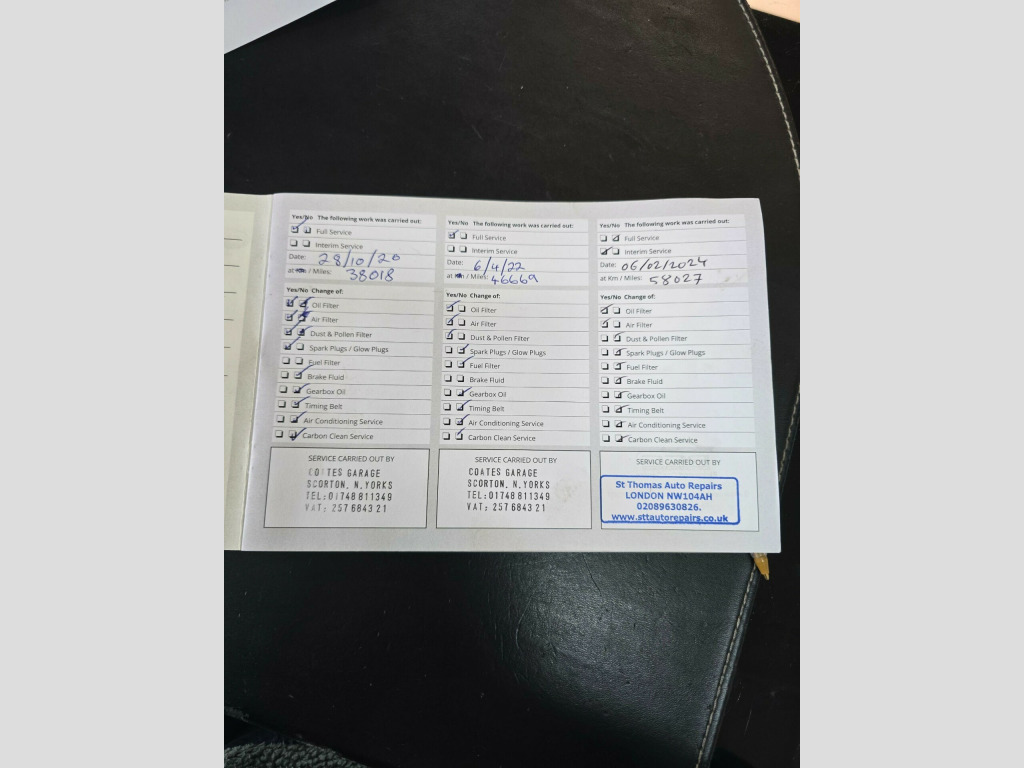 Yes/No The following work was carried out:
Full Service
Interim Service
Date: 28/10/20
at / Miles: 38018
Yes/No Change of:
Oil Filter
Air Filter
Dust & Pollen Filter
Spark Plugs / Glow Plugs
Fuel Filter
Brake Fluid
Gearbox Oil
Timing Belt
Air Conditioning Service
Carbon Clean Service
SERVICE CARRIED OUT BY
COATES GARAGE
SCORTON. N.YORKS
TEL:01748 811349
VAT: 257 6843 21
Yes/No The following work was carried out:
Full Service
Interim Service
Date: 6/4/22
at / Miles: 46669
Yes/No Change of:
Oil Filter
Air Filter
Dust & Pollen Filter
Spark Plugs / Glow Plugs
Fuel Filter
Brake Fluid
Gearbox Oil
Timing Belt
Air Conditioning Service
Carbon Clean Service
SERVICE CARRIED OUT BY
COATES GARAGE
SCORTON. N.YORKS
TEL:01748 811349
VAT: 257 6843 21
Yes/No The following work was carried out:
Full Service
Interim Service
Date: 06/02/2024
at Km / Miles: 58027
Yes/No Change of:
Oil Filter
Air Filter
Dust & Pollen Filter
Spark Plugs / Glow Plugs
Fuel Filter
Brake Fluid
Gearbox Oil
Timing Belt
Air Conditioning Service
Carbon Clean Service
SERVICE CARRIED OUT BY
St Thomas Auto Repairs
LONDON NW104AH
02089630826.
www.sttautorepairs.co.uk